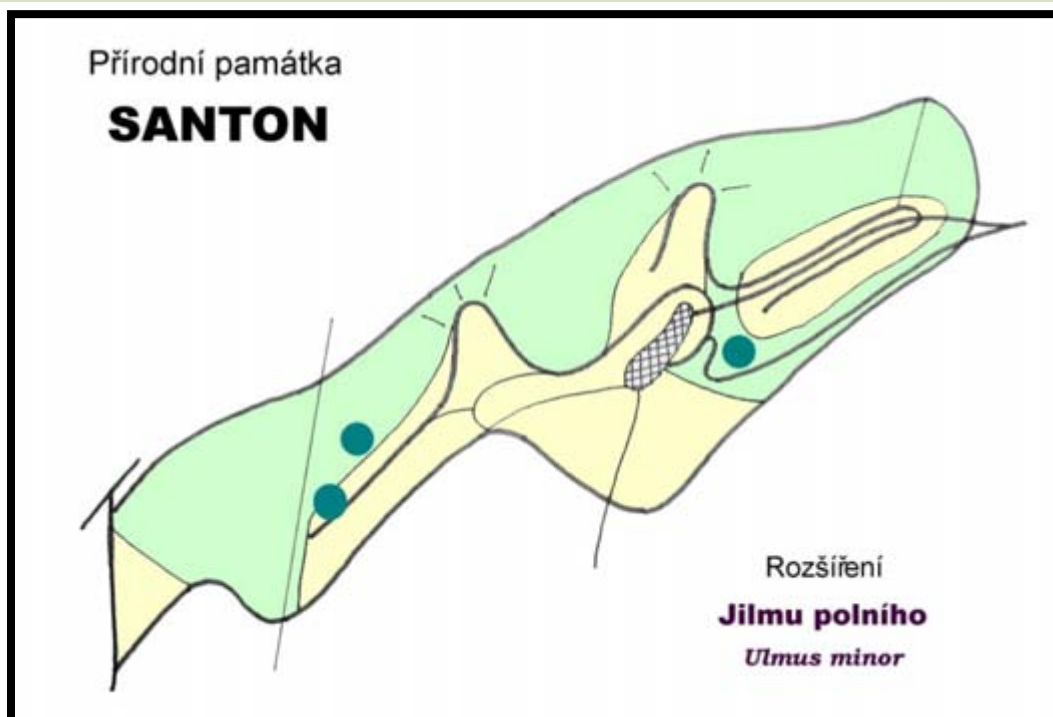 Přírodní památka
SANTON
Rozšíření
Jilmu polního
Ulmus minor